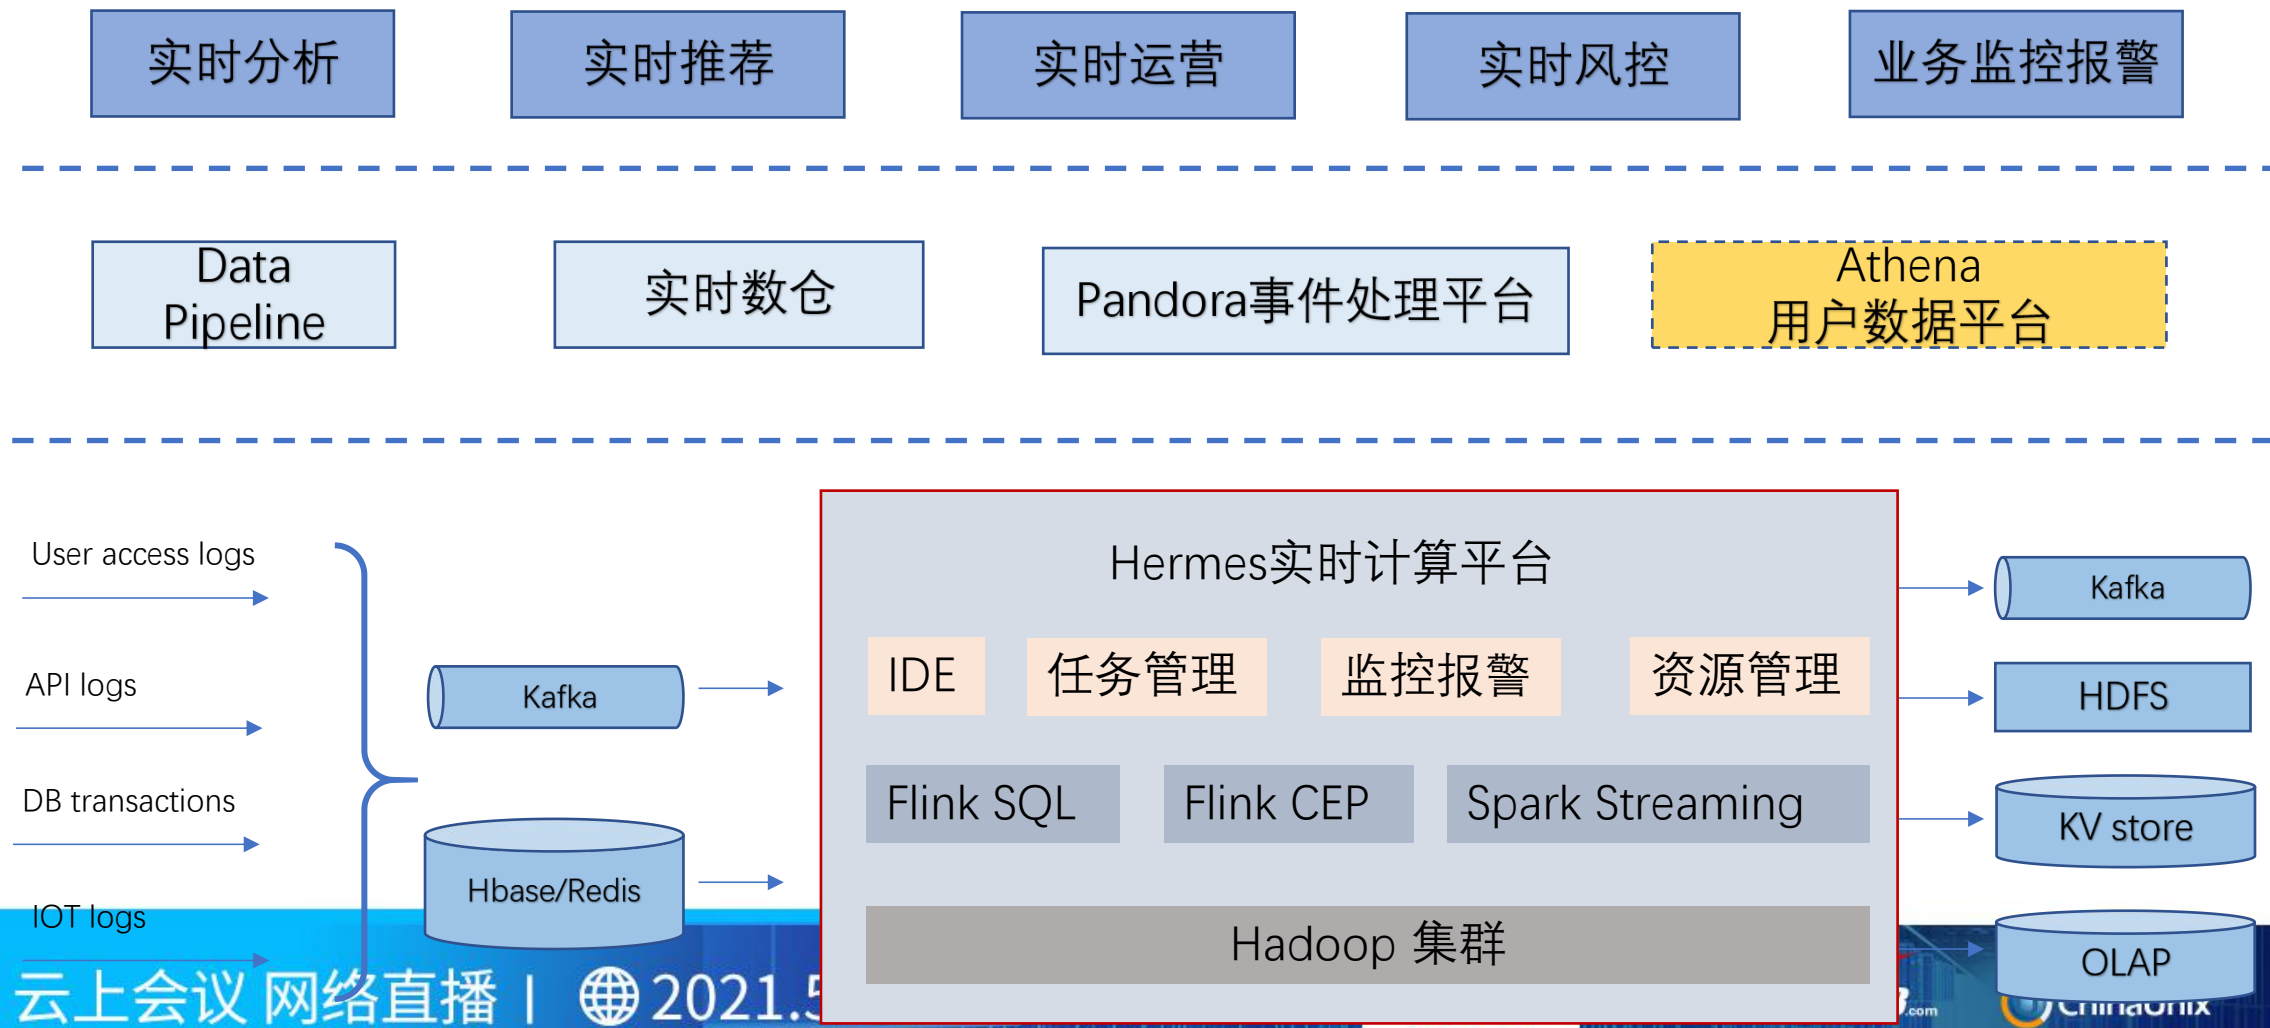 实时分析
实时推荐
实时运营
实时风控
业务监控报警
Data
Pipeline
实时数仓
Pandora事件处理平台
Athena
用户数据平台
User access logs
API logs
DB transactions
IOT logs
Kafka
Hbase/Redis
Hermes实时计算平台
IDE
任务管理
监控报警
资源管理
Flink SQL
Flink CEP
Spark Streaming
Hadoop 集群
Kafka
HDFS
KV store
OLAP
云上会议 网络直播 | 2021.5
.com
ChinaUnix